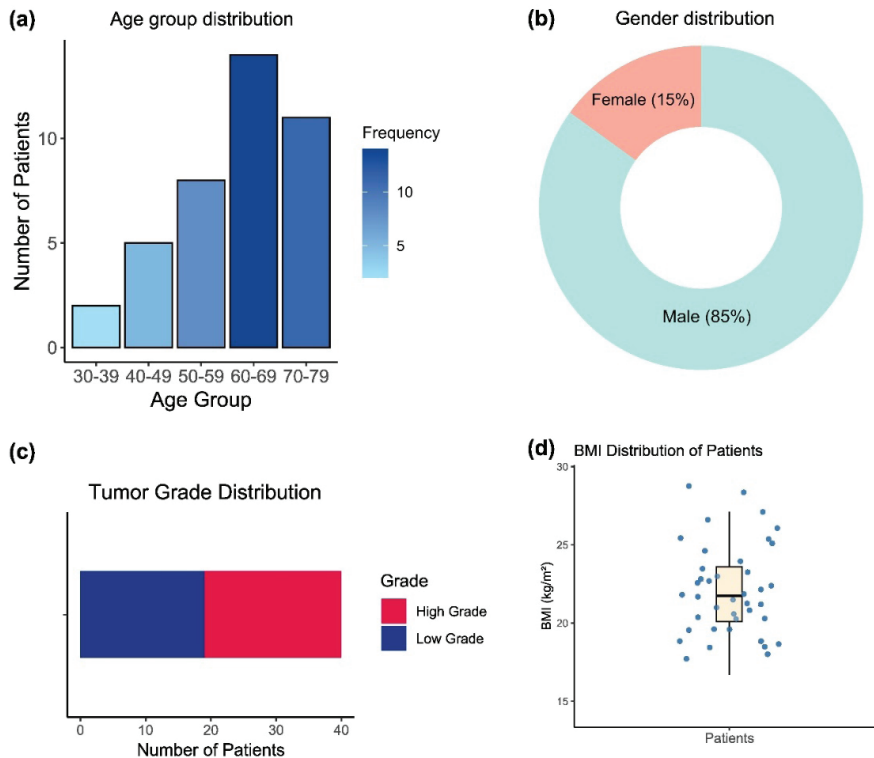 (a)
Age group distribution
Number of Patients
10
5
0
30-39 40-49 50-59 60-69 70-79
Age Group
Frequency
10
5
(b)
Gender distribution
Female (15%)
Male (85%)
(c)
Tumor Grade Distribution
0 10 20 30 40
Number of Patients
Grade
High Grade
Low Grade
(d)
BMI Distribution of Patients
BMI (kg/m²)
30
25
20
15
Patients